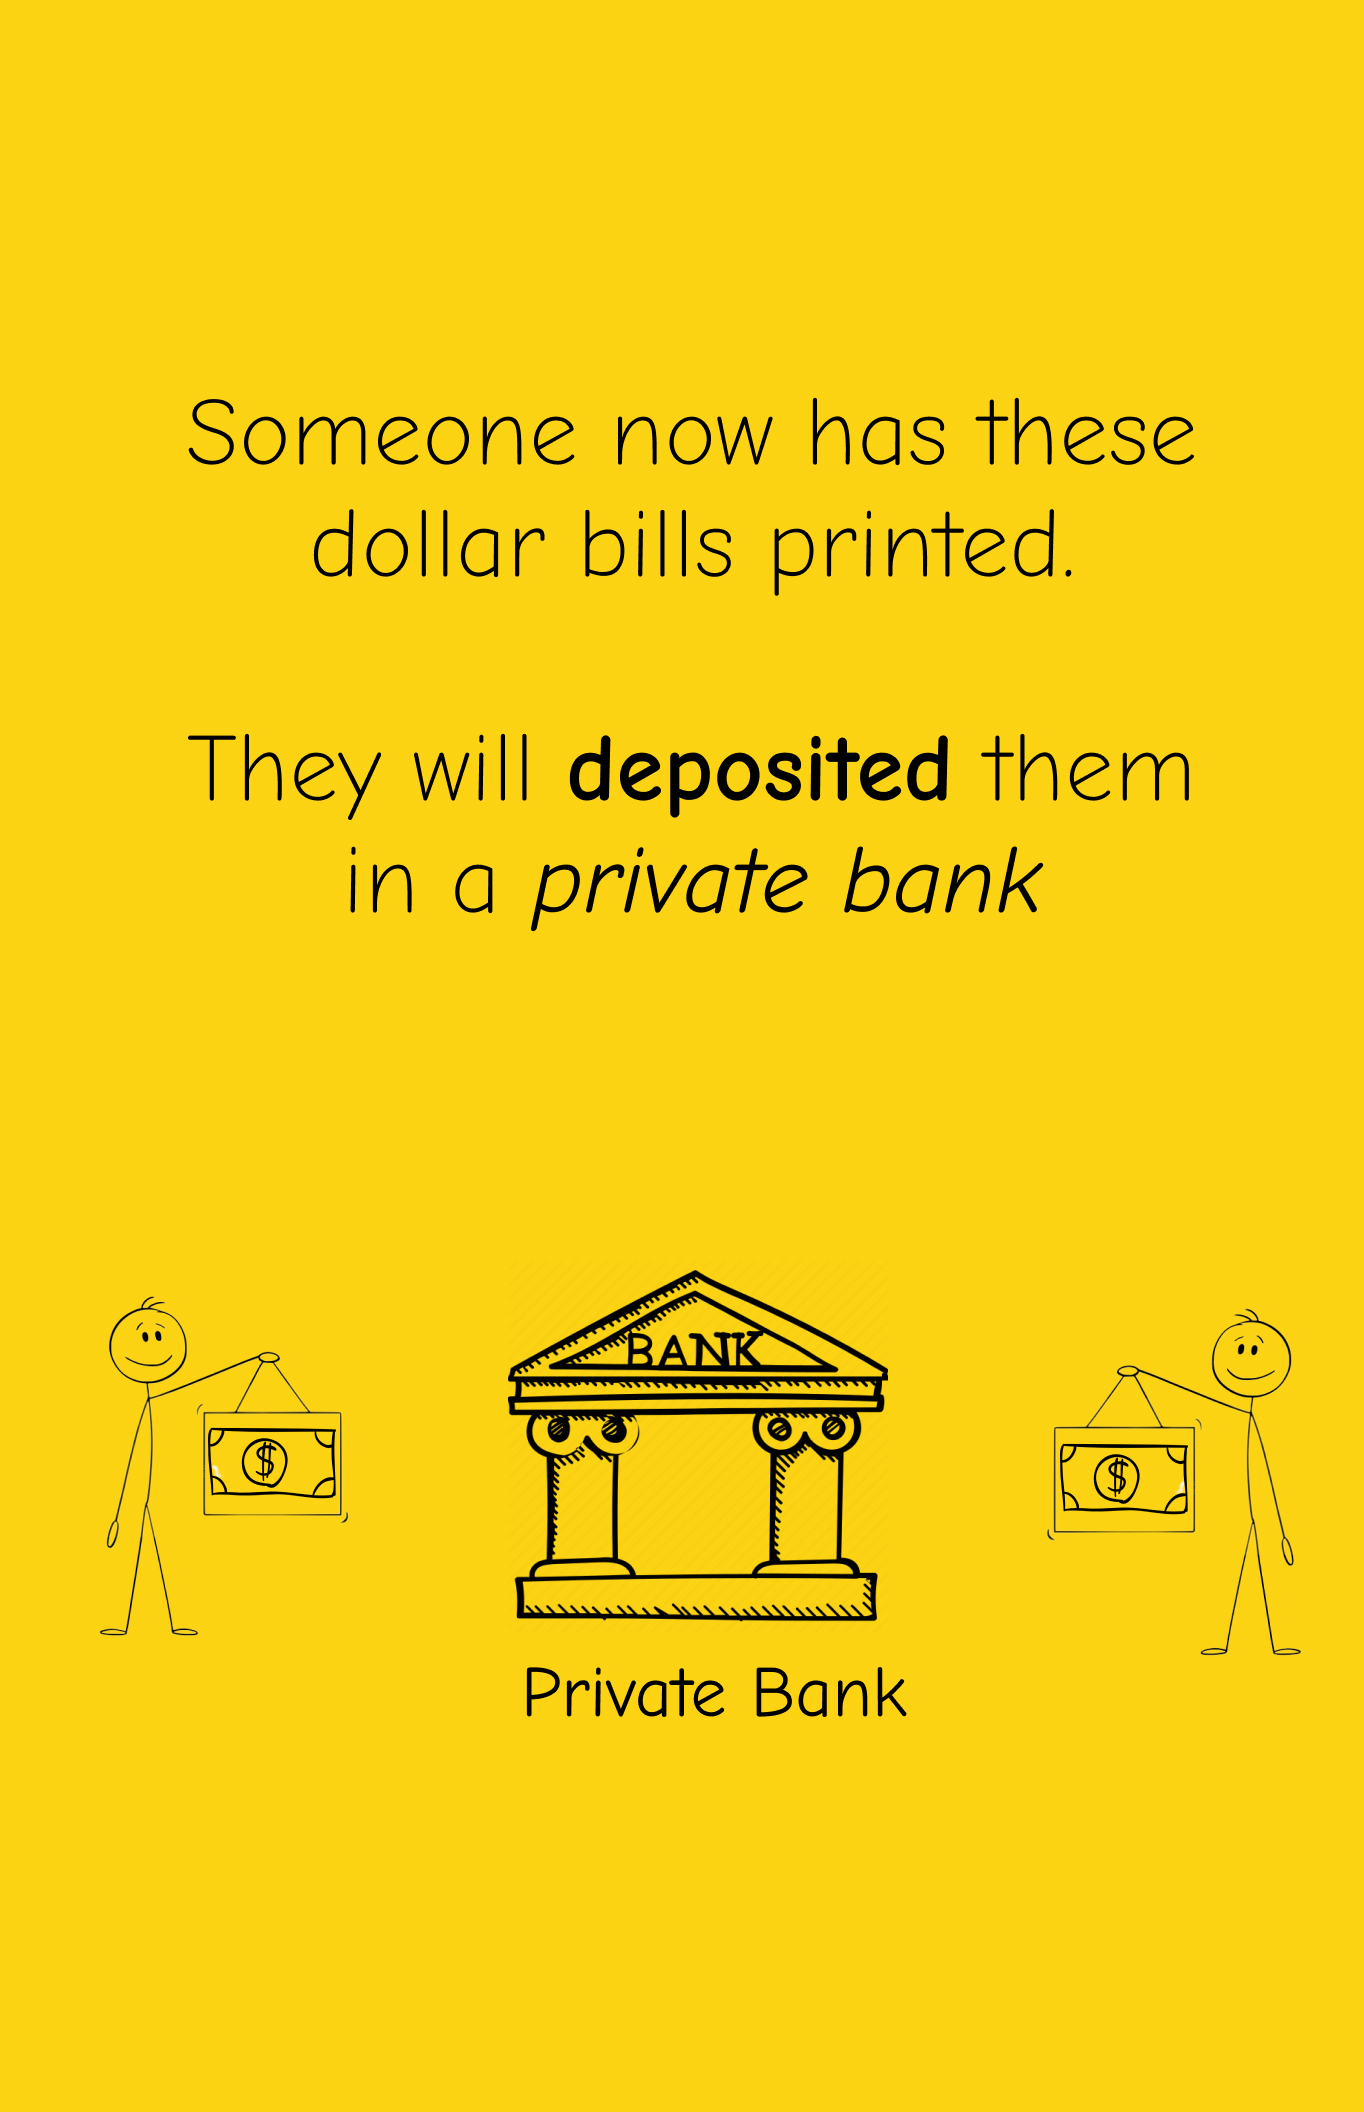 Someone now has these
dollar bills printed.
They will deposited them
in a private bank
BANK
$
$
Private Bank